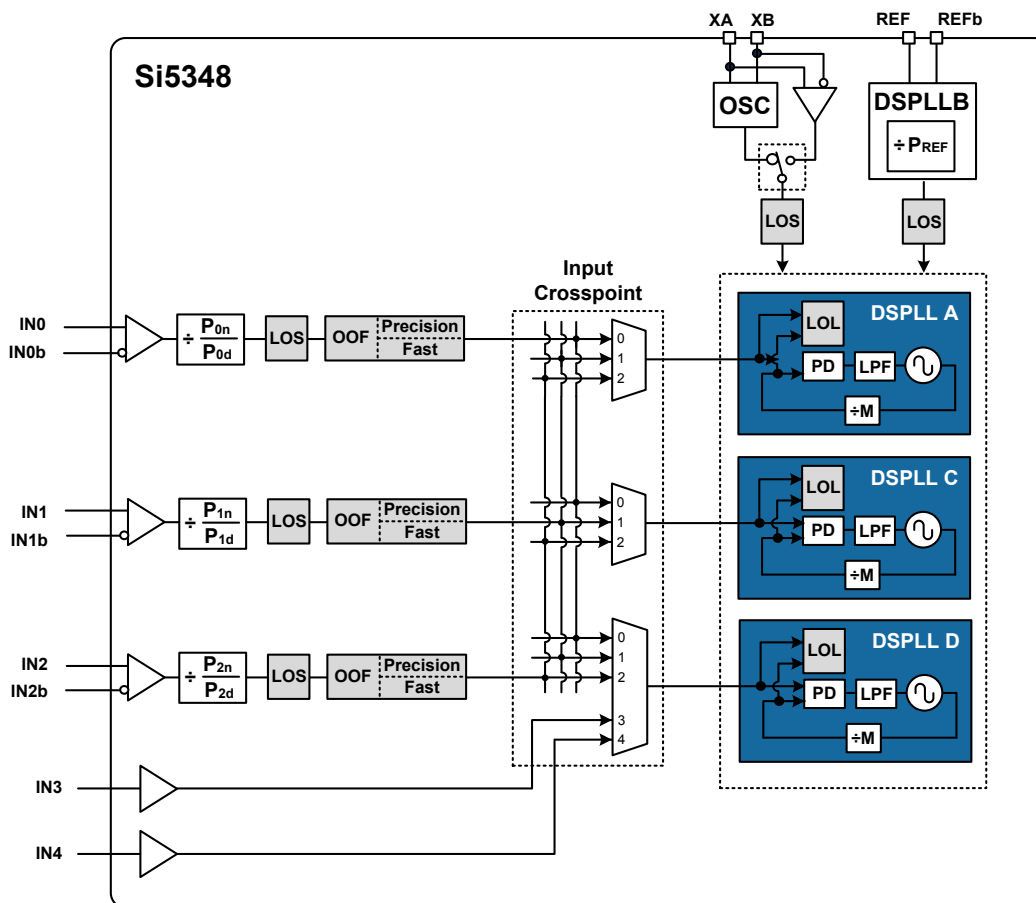 XA XB REF REFb
Si5348
OSC
DSPLLB
÷ PREF
LOS LOS
Input
Crosspoint
IN0
IN0b
÷ P0n
P0d
LOS
OOF
Precision
Fast
0
1
2
DSPLL A
LOL
PD
LPF
÷M
IN1
IN1b
÷ P1n
P1d
LOS
OOF
Precision
Fast
0
1
2
DSPLL C
LOL
PD
LPF
÷M
IN2
IN2b
÷ P2n
P2d
LOS
OOF
Precision
Fast
0
1
2
3
4
DSPLL D
LOL
PD
LPF
÷M
IN3
IN4